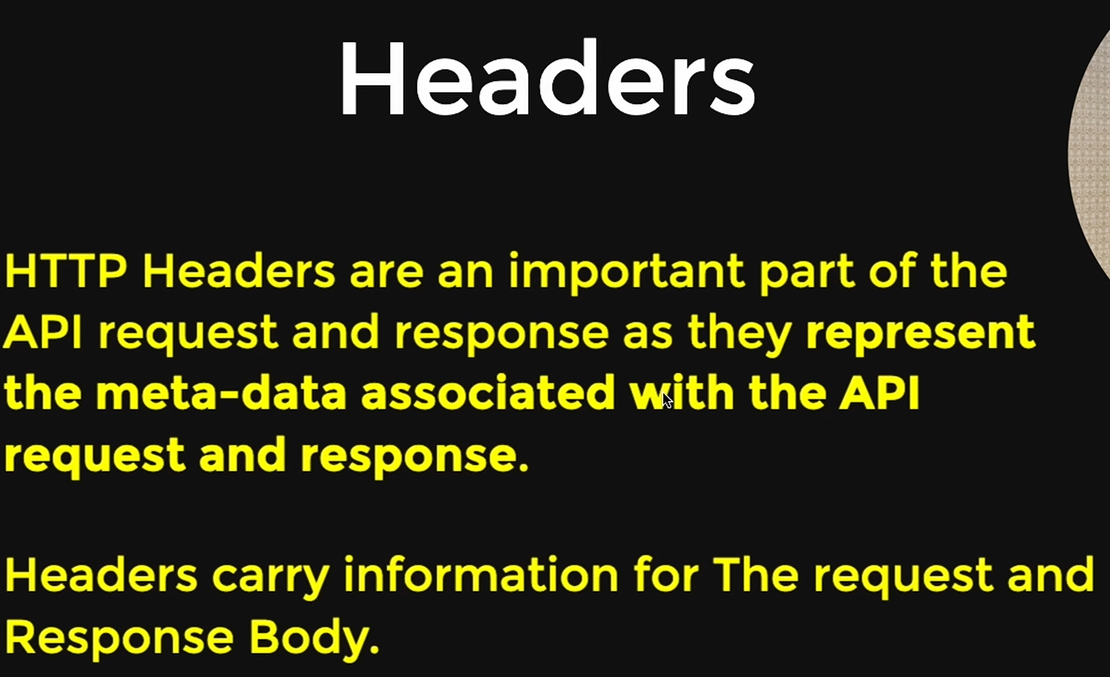 Headers
HTTP Headers are an important part of the
API request and response as they represent
the meta-data associated with the API
request and response.
Headers carry information for The request and
Response Body.